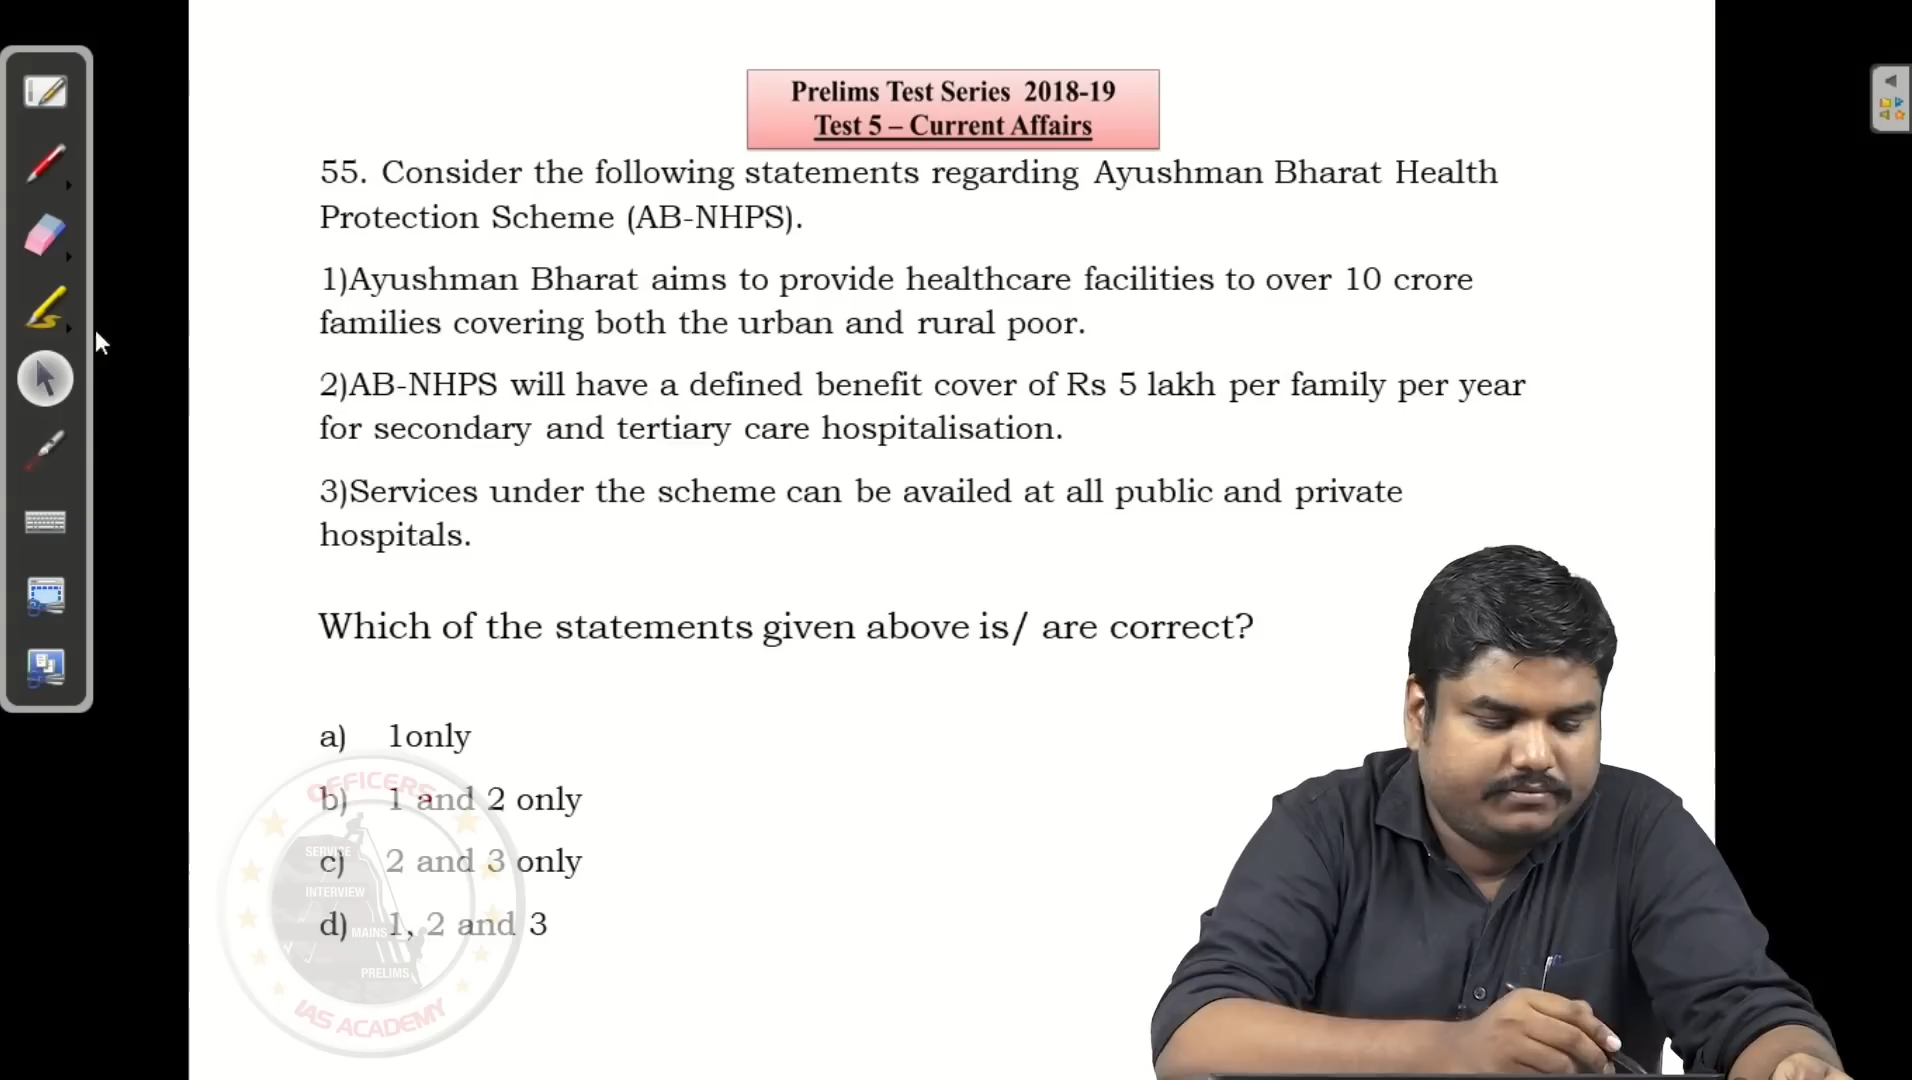 Prelims Test Series 2018-19
Test 5 – Current Affairs
55. Consider the following statements regarding Ayushman Bharat Health
Protection Scheme (AB-NHPS).
1)Ayushman Bharat aims to provide healthcare facilities to over 10 crore
families covering both the urban and rural poor.
2)AB-NHPS will have a defined benefit cover of Rs 5 lakh per family per year
for secondary and tertiary care hospitalisation.
3)Services under the scheme can be availed at all public and private
hospitals.
Which of the statements given above is/ are correct?
a) 1only
b) 1 and 2 only
c) 2 and 3 only
d) 1, 2 and 3
OFFICERS
SERVICE
INTERVIEW
MAINS
PRELIMS
IAS ACADEMY